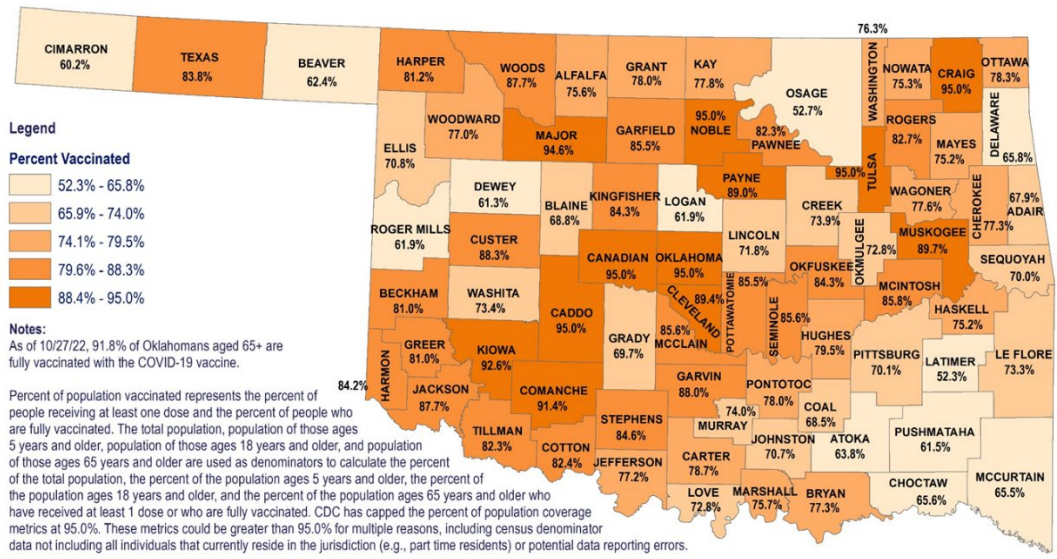 76.3%
CIMARRON
60.2%
TEXAS
83.8%
BEAVER
62.4%
HARPER
81.2%
WOODS
87.7%
ALFALFA
75.6%
GRANT
78.0%
KAY
77.8%
OSAGE
52.7%
WASHINGTON
NOWATA
75.3%
CRAIG
95.0%
OTTAWA
78.3%
WOODWARD
77.0%
ELLIS
70.8%
MAJOR
94.6%
GARFIELD
85.5%
95.0%
NOBLE
82.3%
PAWNEE
ROGERS
82.7%
MAYES
75.2%
DELAWARE
65.8%
Legend
Percent Vaccinated
52.3% - 65.8%
65.9% - 74.0%
74.1% - 79.5%
79.6% - 88.3%
88.4% - 95.0%
DEWEY
61.3%
BLAINE
68.8%
KINGFISHER
84.3%
LOGAN
61.9%
PAYNE
89.0%
95.0%
TULSA
CREEK
73.9%
WAGONER
77.6%
CHEROKEE
77.3%
67.9%
ADAIR
ROGER MILLS
61.9%
CUSTER
88.3%
CANADIAN
95.0%
OKLAHOMA
95.0%
LINCOLN
71.8%
OKMULGEE
72.8%
MUSKOGEE
89.7%
SEQUOYAH
70.0%
BECKHAM
81.0%
WASHITA
73.4%
CADDO
95.0%
GRADY
69.7%
CLEVELAND
89.4%
85.6%
MCCLAIN
POTTAWATOMIE
85.5%
SEMINOLE
85.6%
OKFUSKEE
84.3%
MCINTOSH
85.8%
HASKELL
75.2%
HUGHES
79.5%
PITTSBURG
70.1%
LATIMER
52.3%
LE FLORE
73.3%
Notes:
As of 10/27/22, 91.8% of Oklahomans aged 65+ are
fully vaccinated with the COVID-19 vaccine.
84.2%
HARMON
GREER
81.0%
KIOWA
92.6%
JACKSON
87.7%
COMANCHE
91.4%
TILLMAN
82.3%
COTTON
82.4%
STEPHENS
84.6%
JEFFERSON
77.2%
GARVIN
88.0%
74.0%
MURRAY
PONTOTOC
78.0%
COAL
68.5%
CARTER
78.7%
JOHNSTON
70.7%
ATOKA
63.8%
PUSHMATAHA
61.5%
LOVE
72.8%
MARSHALL
75.7%
BRYAN
77.3%
CHOCTAW
65.6%
MCCURTAIN
65.5%
Percent of population vaccinated represents the percent of
people receiving at least one dose and the percent of people who
are fully vaccinated. The total population, population of those ages
5 years and older, population of those ages 18 years and older, and population
of those ages 65 years and older are used as denominators to calculate the percent
of the total population, the percent of the population ages 5 years and older, the percent of
the population ages 18 years and older, and the percent of the population ages 65 years and older who
have received at least 1 dose or who are fully vaccinated. CDC has capped the percent of population coverage
metrics at 95.0%. These metrics could be greater than 95.0% for multiple reasons, including census denominator
data not including all individuals that currently reside in the jurisdiction (e.g., part time residents) or potential data reporting errors.